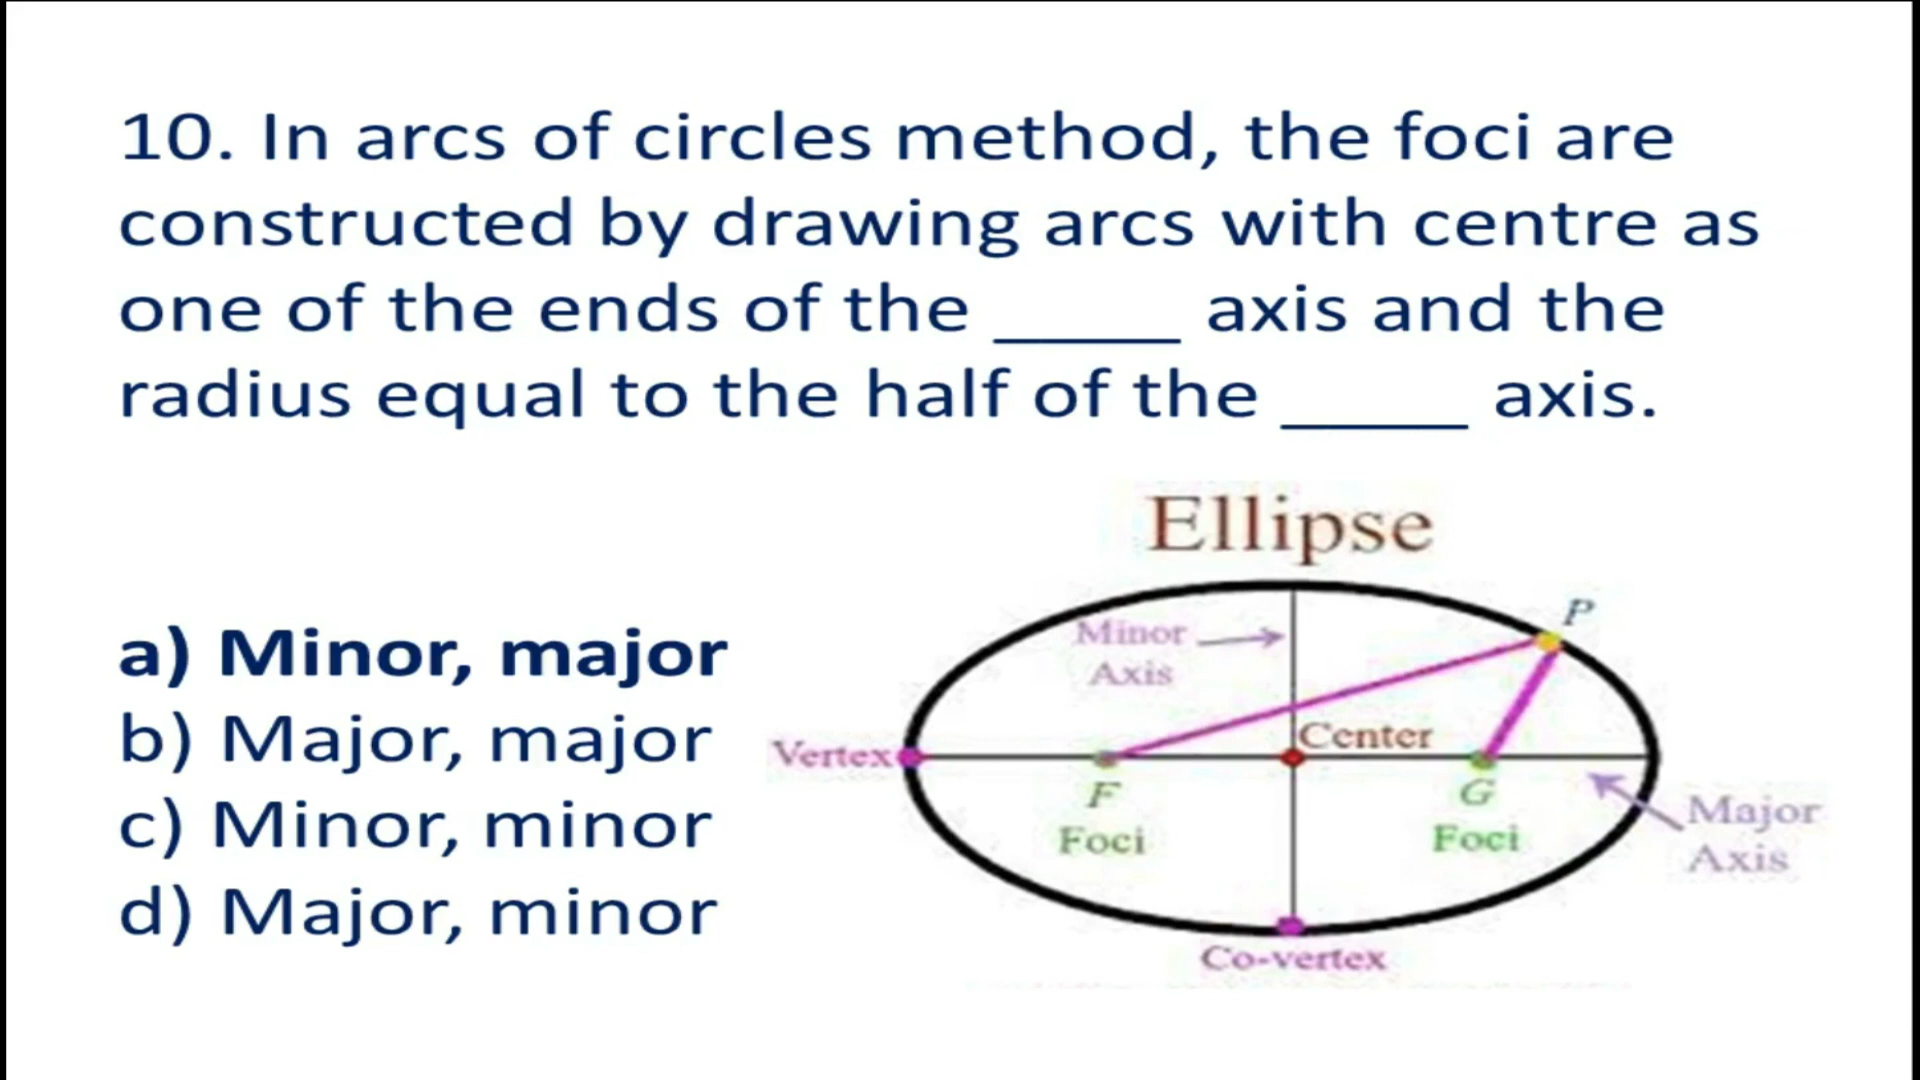 10. In arcs of circles method, the foci are
constructed by drawing arcs with centre as
one of the ends of the _____ axis and the
radius equal to the half of the _____ axis.
a) Minor, major
b) Major, major
c) Minor, minor
d) Major, minor
Ellipse
P
Minor
Axis
Center
Vertex
F
Foci
G
Foci
Major
Axis
Co-vertex